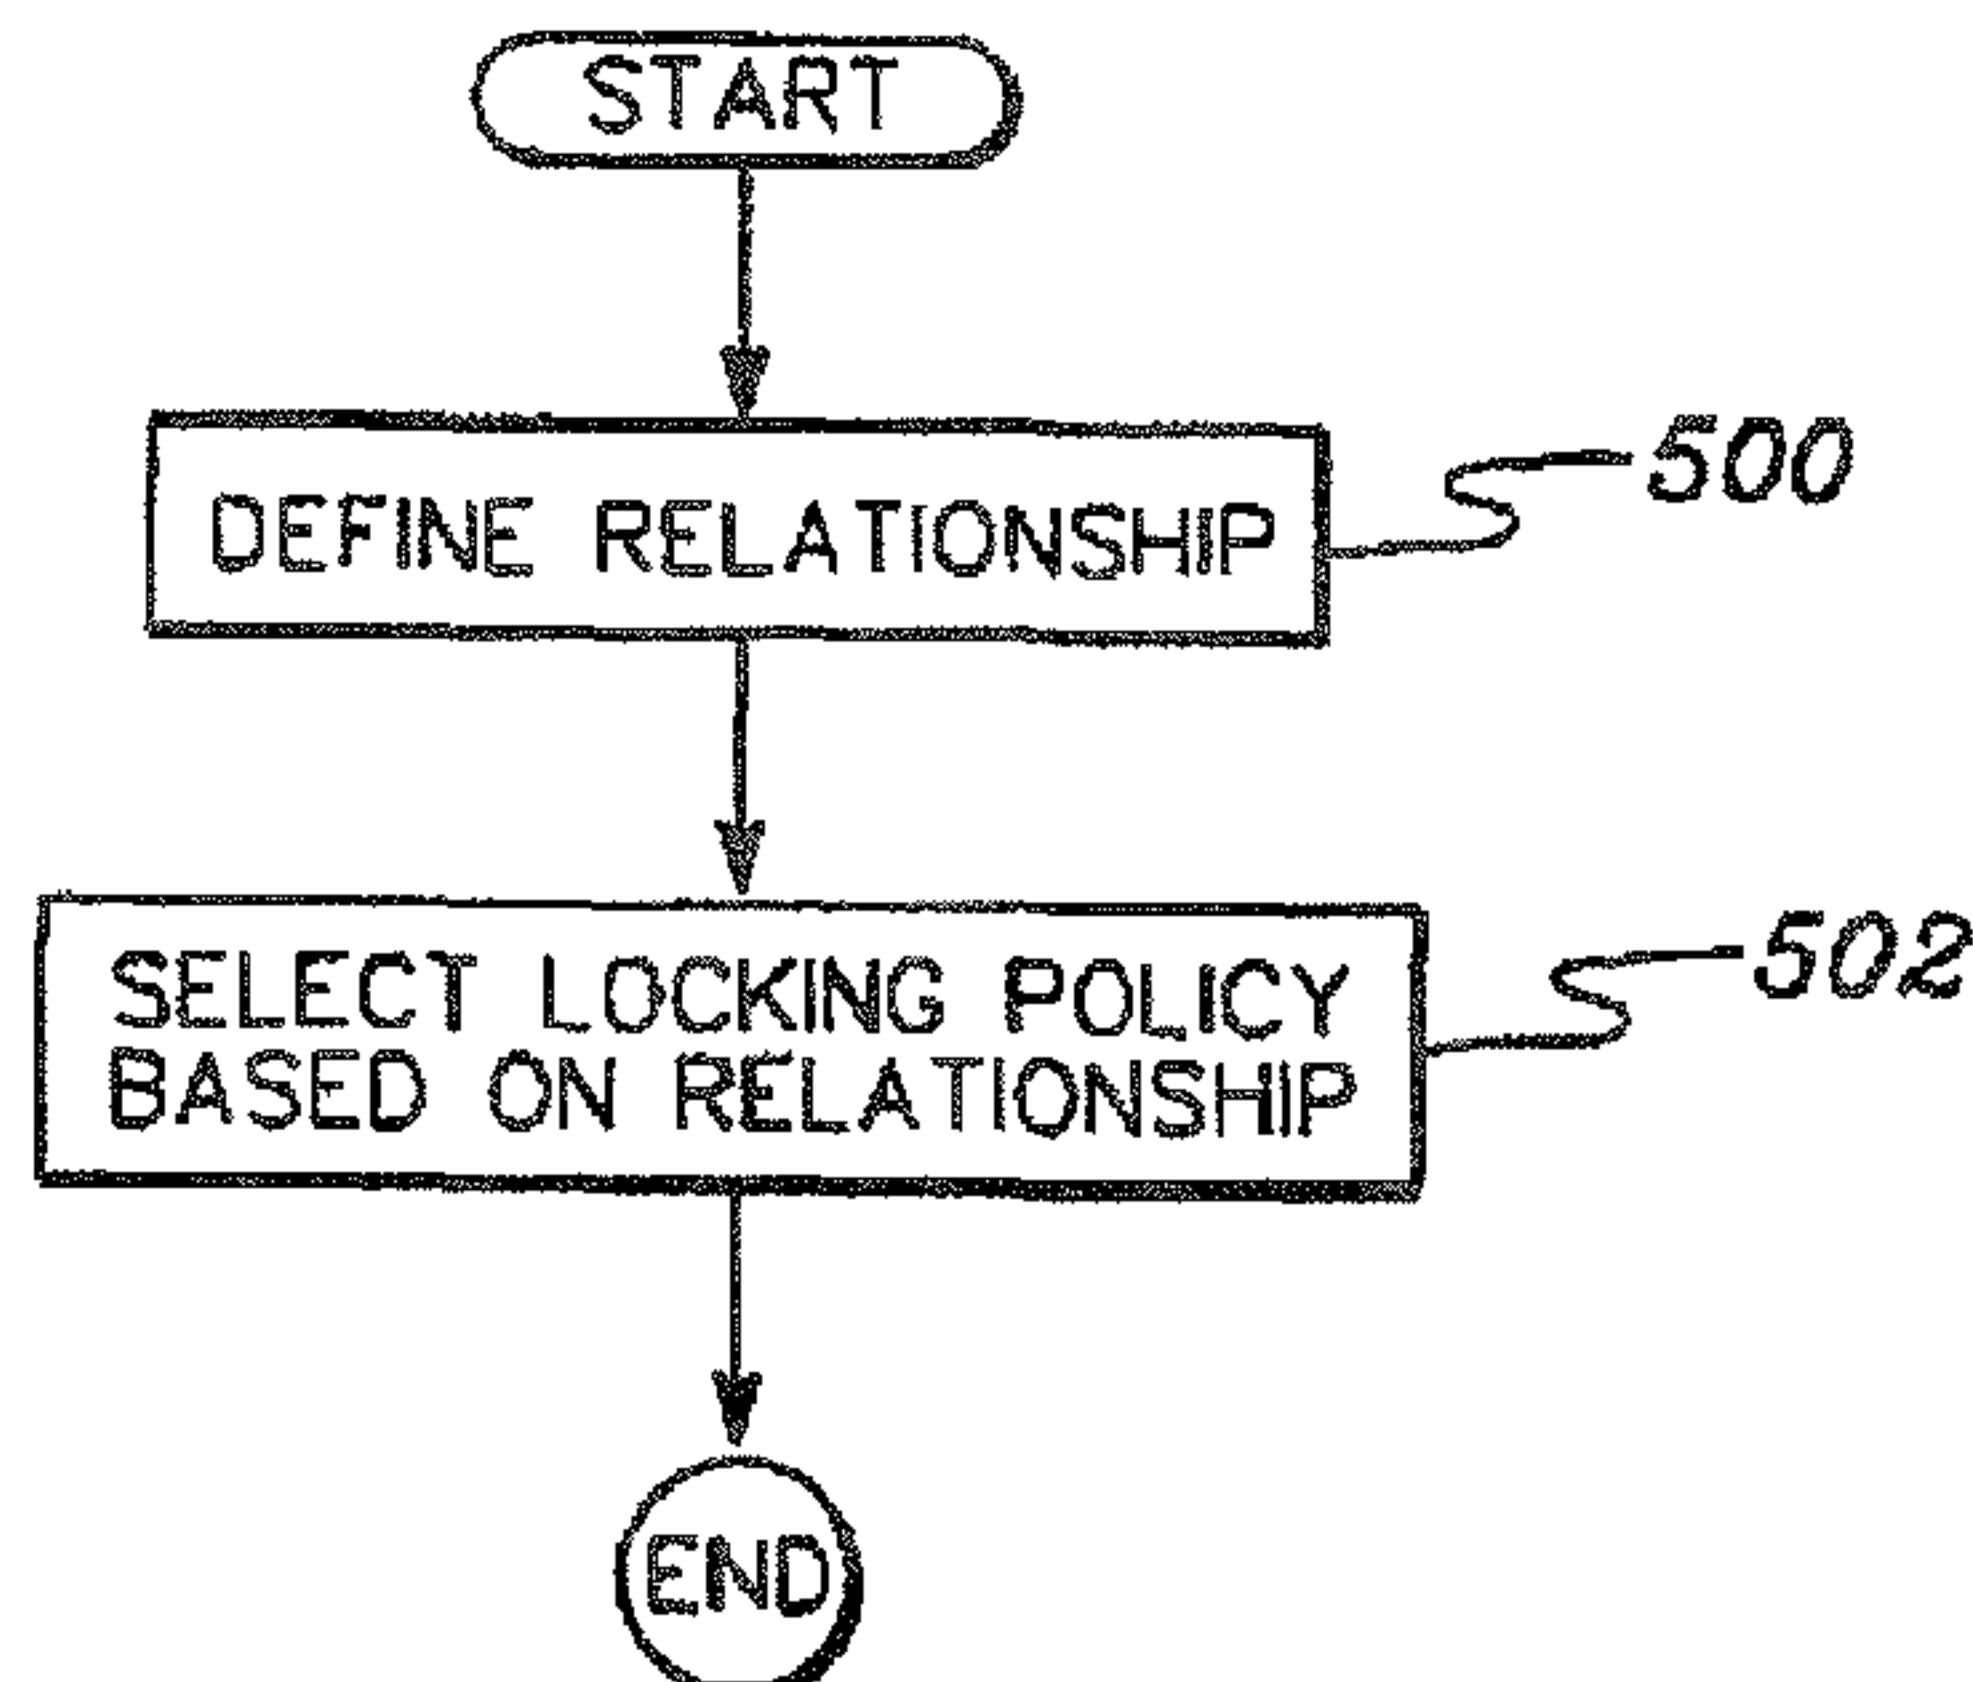 START
DEFINE RELATIONSHIP
500
SELECT LOCKING POLICY
BASED ON RELATIONSHIP
502
END